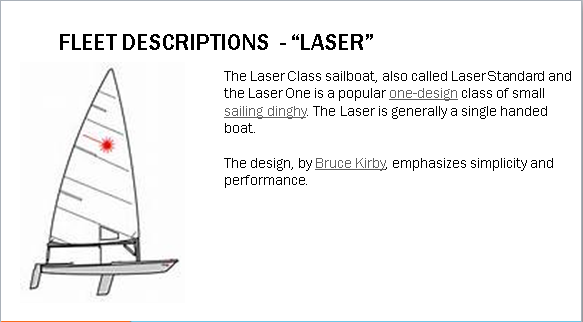 FLEET DESCRIPTIONS - “LASER”
The Laser Class sailboat, also called Laser Standard and
the Laser One is a popular one-design class of small
sailing dinghy. The Laser is generally a single handed
boat.
The design, by Bruce Kirby, emphasizes simplicity and
performance.